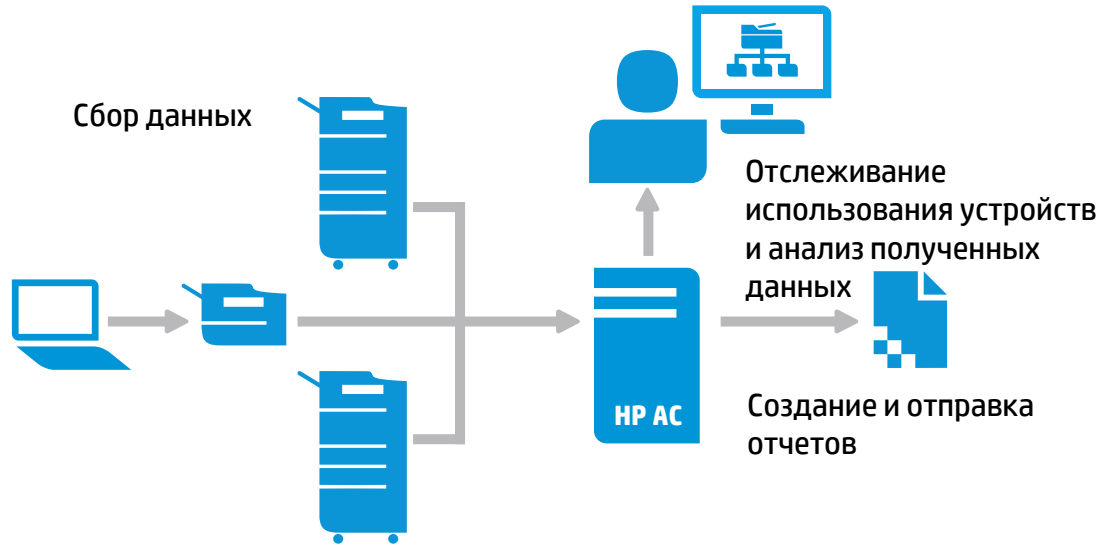 Сбор данных
Отслеживание
использования устройств
и анализ полученных
данных
HP AC
Создание и отправка
отчетов